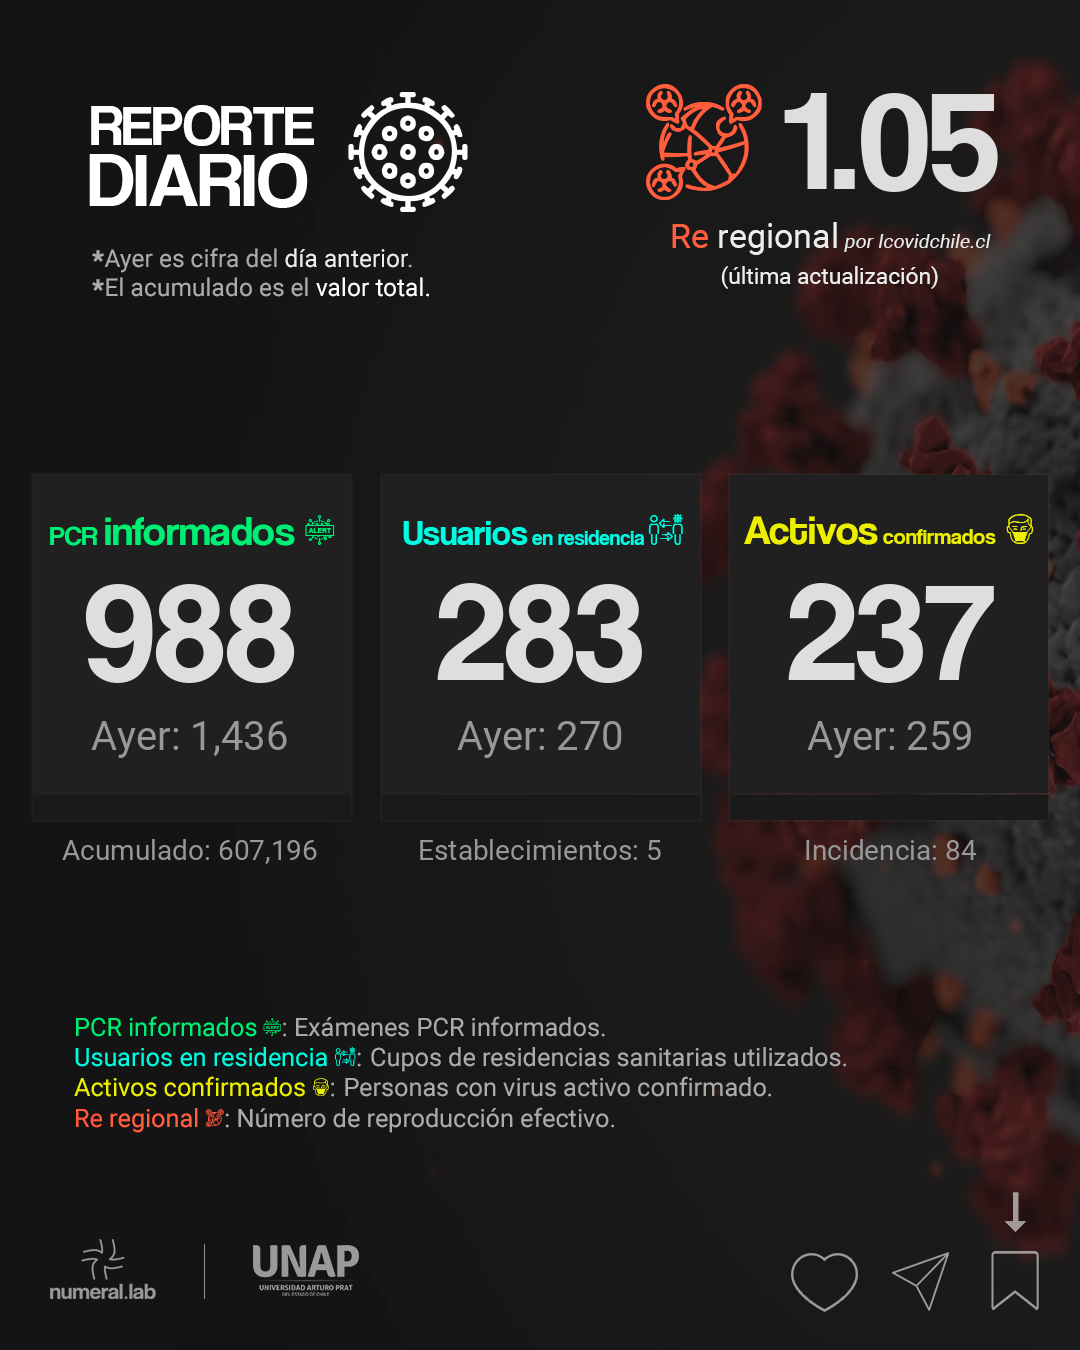 REPORTE
DIARIO
*Ayer es cifra del día anterior.
*El acumulado es el valor total.
1.05
Re regional por Icovidchile.cl
(última actualización)
PCR informados ALERT
988
Ayer: 1,436
Acumulado: 607,196
Usuarios en residencia
283
Ayer: 270
Establecimientos: 5
Activos confirmados
237
Ayer: 259
Incidencia: 84
PCR informados : Exámenes PCR informados.
Usuarios en residencia : Cupos de residencias sanitarias utilizados.
Activos confirmados : Personas con virus activo confirmado.
Re regional : Número de reproducción efectivo.
numeral.lab
UNAP
UNIVERSIDAD ARTURO PRAT
DEL ESTADO DE CHILE